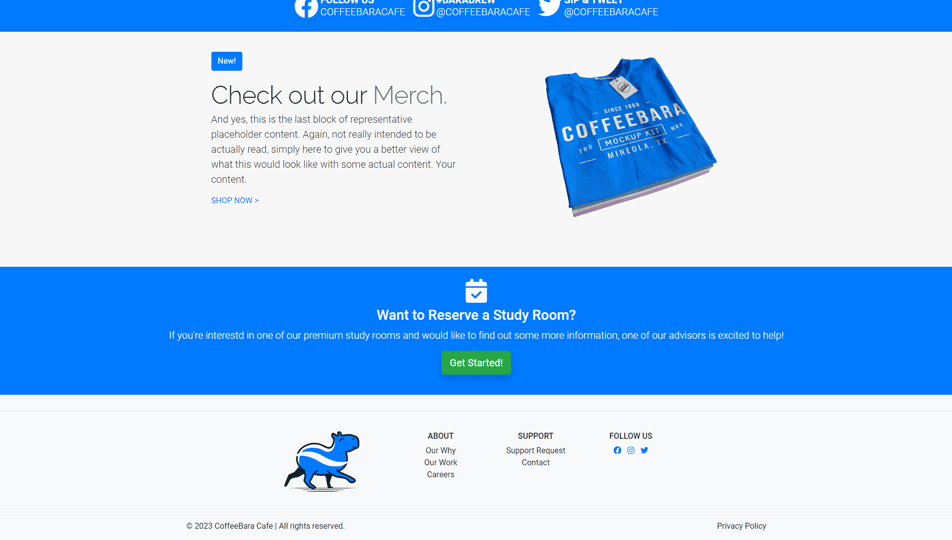 FOLLOW US
COFFEEBARACAFE
#BARABREW
@COFFEEBARACAFE
SIP & TWEET
@COFFEEBARACAFE
New!
Check out our Merch.
And yes, this is the last block of representative
placeholder content. Again, not really intended to be
actually read, simply here to give you a better view of
what this would look like with some actual content. Your
content.
SHOP NOW >
SINCE 1998
COFFEEBARA
TRD MOCKUP KIT MRK
MINEOLA, TX
Want to Reserve a Study Room?
If you're interestd in one of our premium study rooms and would like to find out some more information, one of our advisors is excited to help!
Get Started!
ABOUT
Our Why
Our Work
Careers
SUPPORT
Support Request
Contact
FOLLOW US
© 2023 CoffeeBara Cafe | All rights reserved.
Privacy Policy